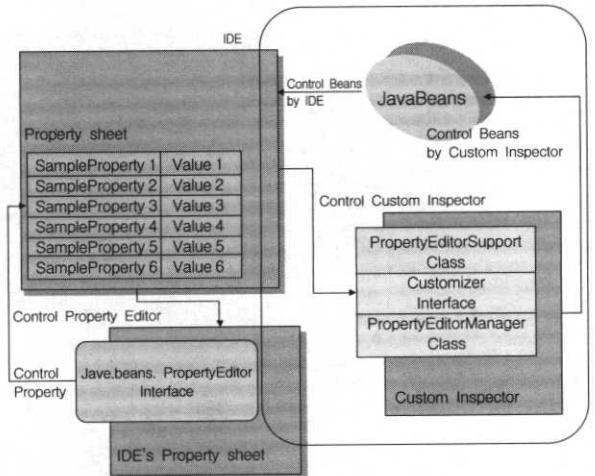 IDE
Control Beans
by IDE
JavaBeans
Control Beans
by Custom Inspector
Property sheet
SampleProperty 1 Value 1
SampleProperty 2 Value 2
SampleProperty 3 Value 3
SampleProperty 4 Value 4
SampleProperty 5 Value 5
SampleProperty 6 Value 6
Control Custom Inspector
PropertyEditorSupport
Class
Customizer
Interface
PropertyEditorManager
Class
Custom Inspector
Control Property Editor
Control
Property
Jave.beans. PropertyEditor
Interface
IDE's Property sheet